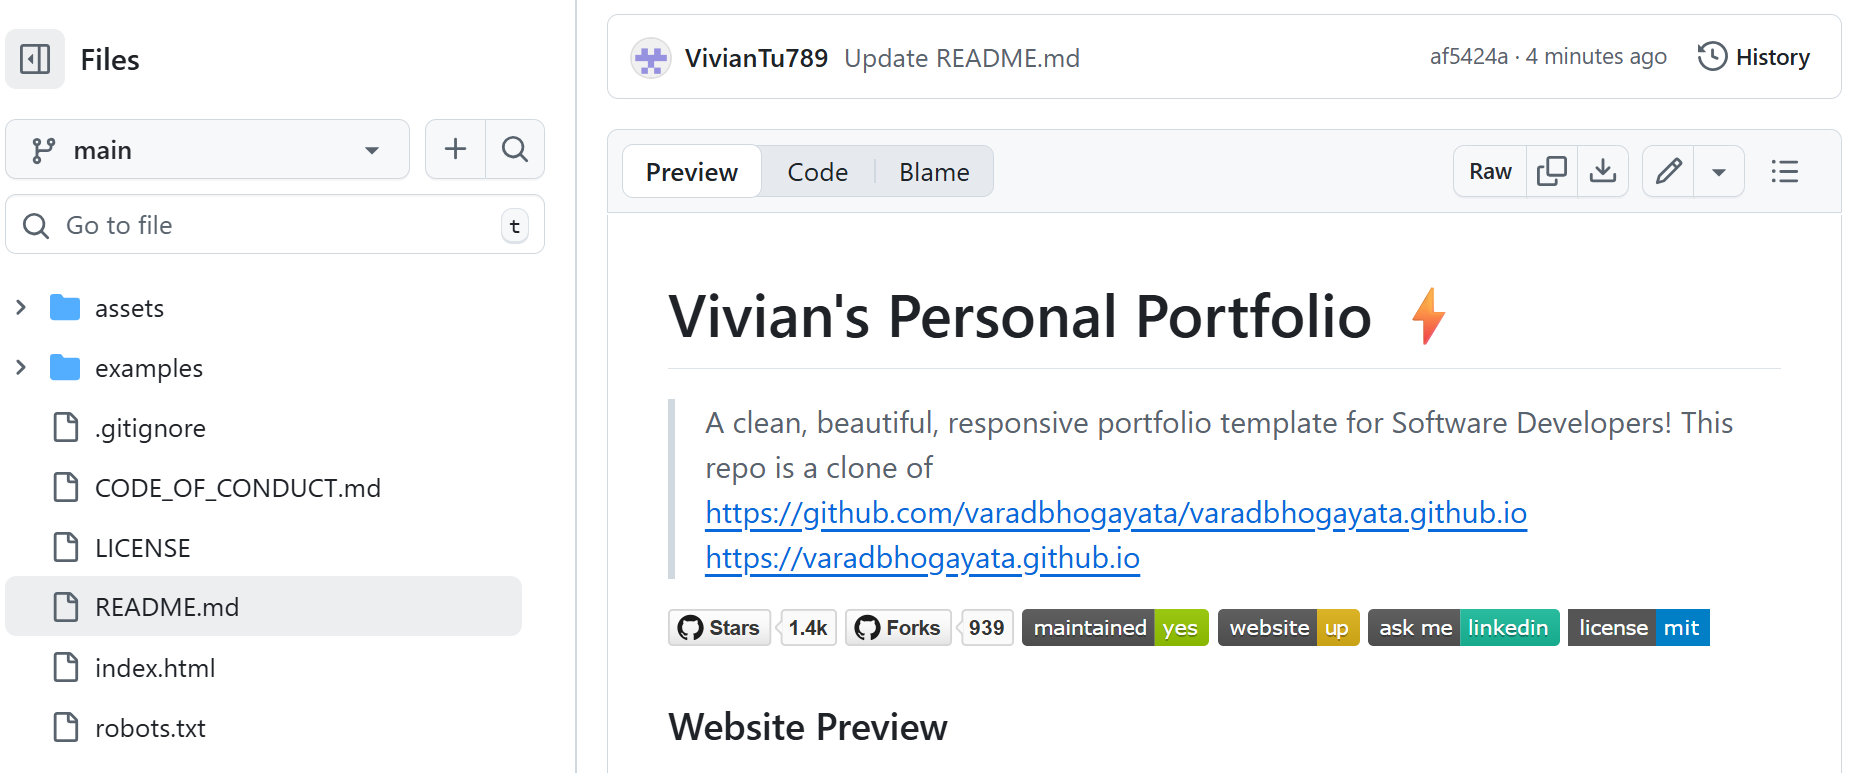 Files
main
Go to file
t
assets
examples
.gitignore
CODE_OF_CONDUCT.md
LICENSE
README.md
index.html
robots.txt
VivianTu789 Update README.md
af5424a · 4 minutes ago
History
Preview
Code
Blame
Raw
Vivian's Personal Portfolio ⚡
A clean, beautiful, responsive portfolio template for Software Developers! This
repo is a clone of
https://github.com/varadbhogayata/varadbhogayata.github.io
https://varadbhogayata.github.io
Stars 1.4k Forks 939 maintained yes website up ask me linkedin license mit
Website Preview